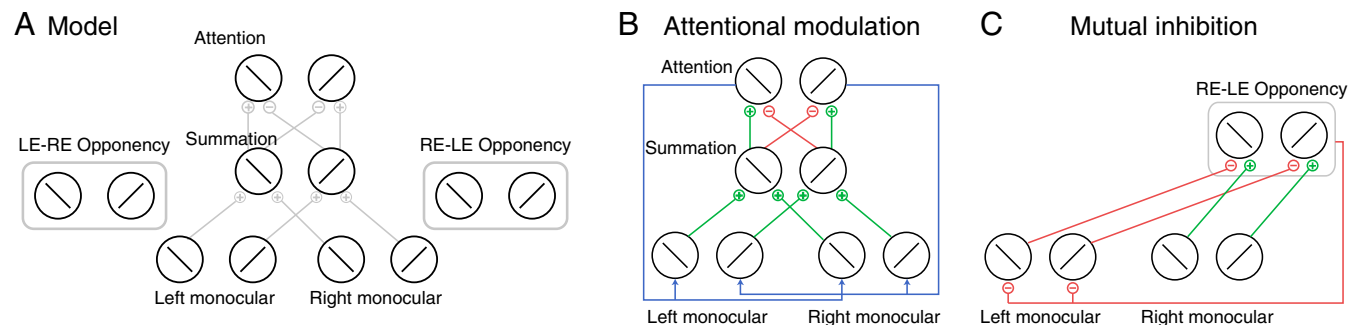 A Model
Attention
Summation
LE-RE Opponency
RE-LE Opponency
Left monocular
Right monocular
B Attentional modulation
Attention
Summation
Left monocular
Right monocular
C Mutual inhibition
RE-LE Opponency
Left monocular
Right monocular